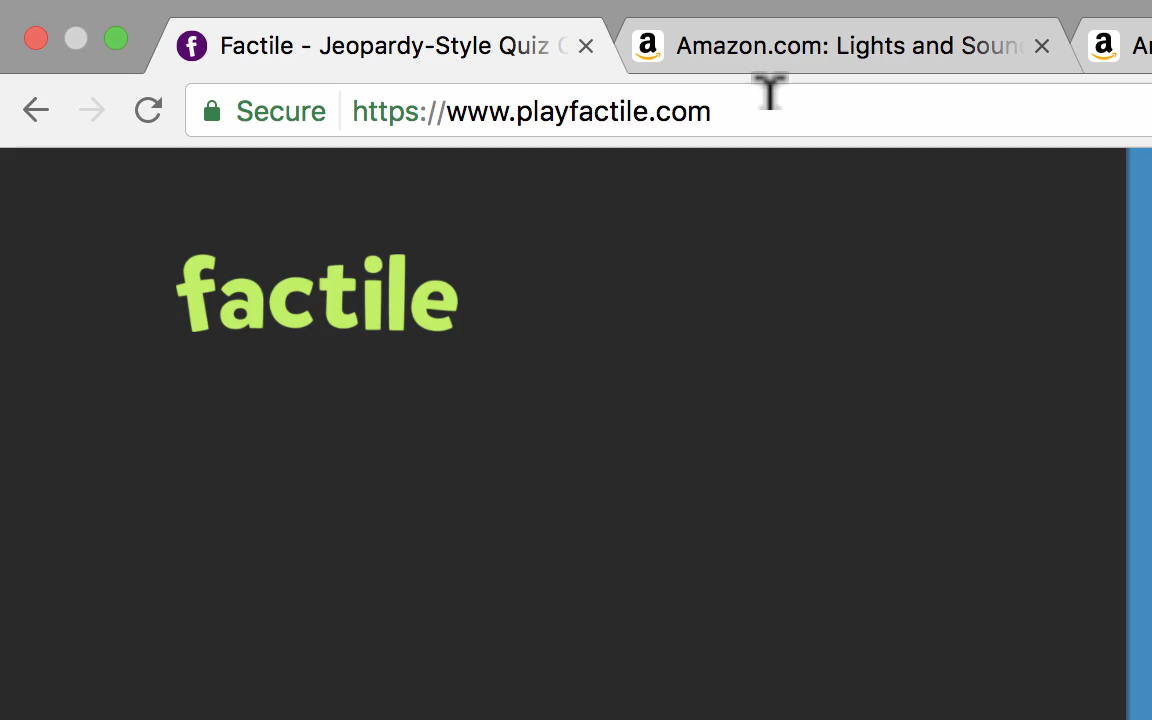 Factile - Jeopardy-Style Quiz
Amazon.com: Lights and Soun
Secure
https://www.playfactile.com
factile